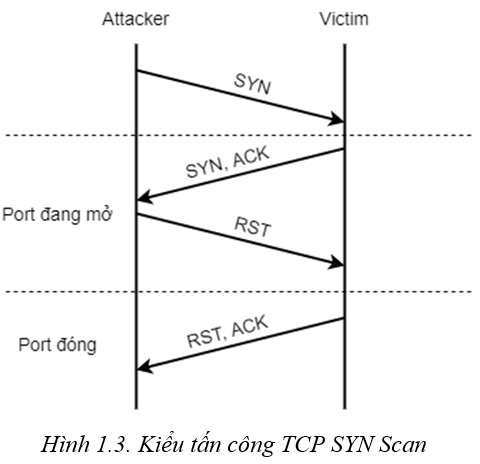 Attacker
Victim
SYN
SYN, ACK
Port đang mở
RST
RST, ACK
Port đóng
Hình 1.3. Kiểu tấn công TCP SYN Scan